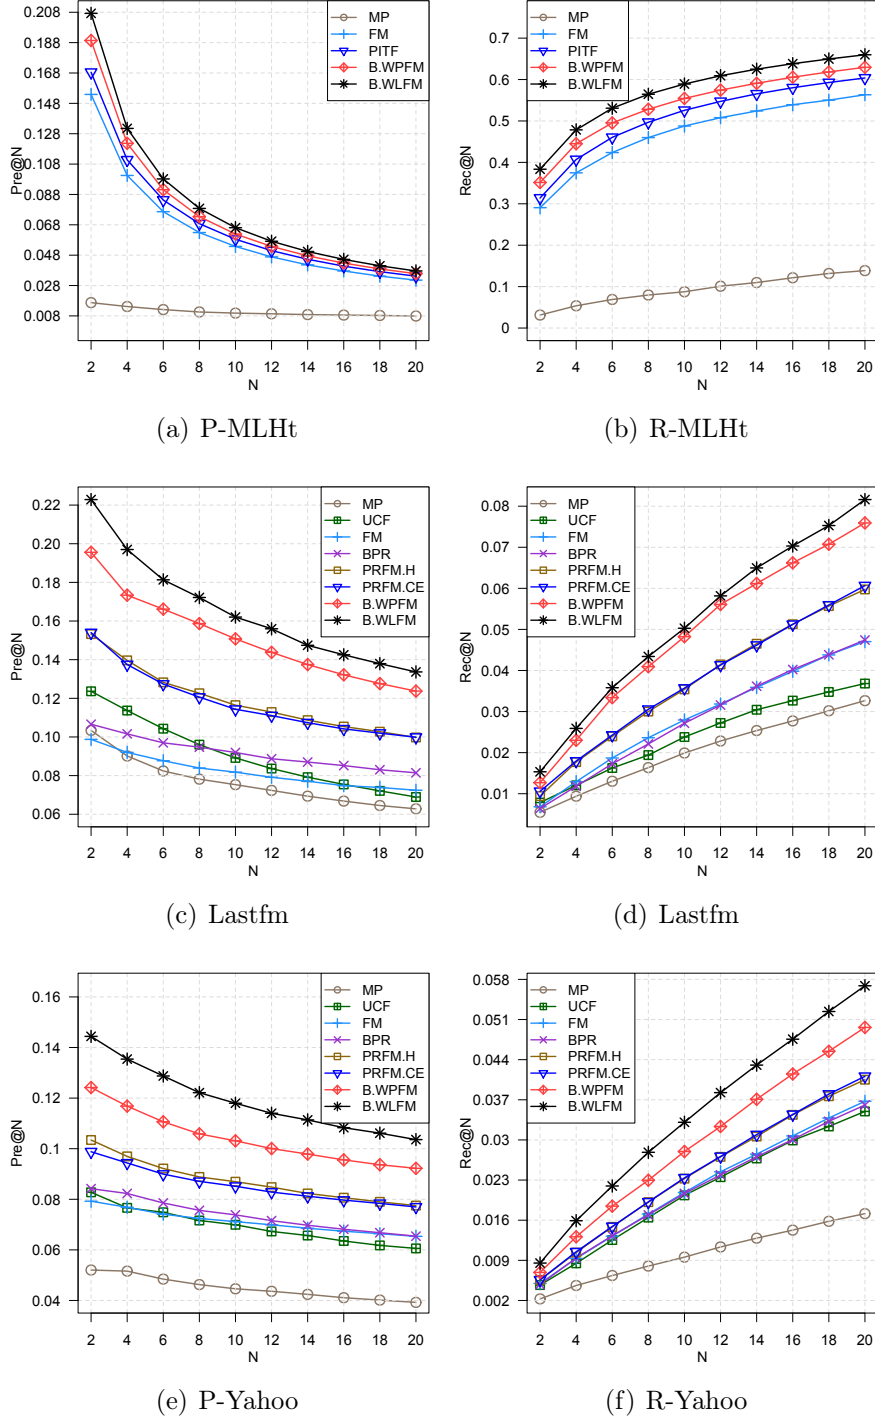 0.208
0.188
0.168
0.148
0.128
0.108
0.088
0.068
0.048
0.028
0.008
Pre@N
MP
FM
PITF
B.WPFM
B.WLFM
2 4 6 8 10 12 14 16 18 20
N
(a) P-MLHt
0.7
0.6
0.5
0.4
0.3
0.2
0.1
0
Rec@N
MP
FM
PITF
B.WPFM
B.WLFM
2 4 6 8 10 12 14 16 18 20
N
(b) R-MLHt
0.22
0.20
0.18
0.16
0.14
0.12
0.10
0.08
0.06
Pre@N
MP
UCF
FM
BPR
PRFM.H
PRFM.CE
B.WPFM
B.WLFM
2 4 6 8 10 12 14 16 18 20
N
(c) Lastfm
0.08
0.07
0.06
0.05
0.04
0.03
0.02
0.01
Rec@N
MP
UCF
FM
BPR
PRFM.H
PRFM.CE
B.WPFM
B.WLFM
2 4 6 8 10 12 14 16 18 20
N
(d) Lastfm
0.16
0.14
0.12
0.1
0.08
0.06
0.04
Pre@N
MP
UCF
FM
BPR
PRFM.H
PRFM.CE
B.WPFM
B.WLFM
2 4 6 8 10 12 14 16 18 20
N
(e) P-Yahoo
0.058
0.051
0.044
0.037
0.03
0.023
0.016
0.009
0.002
Rec@N
MP
UCF
FM
BPR
PRFM.H
PRFM.CE
B.WPFM
B.WLFM
2 4 6 8 10 12 14 16 18 20
N
(f) R-Yahoo